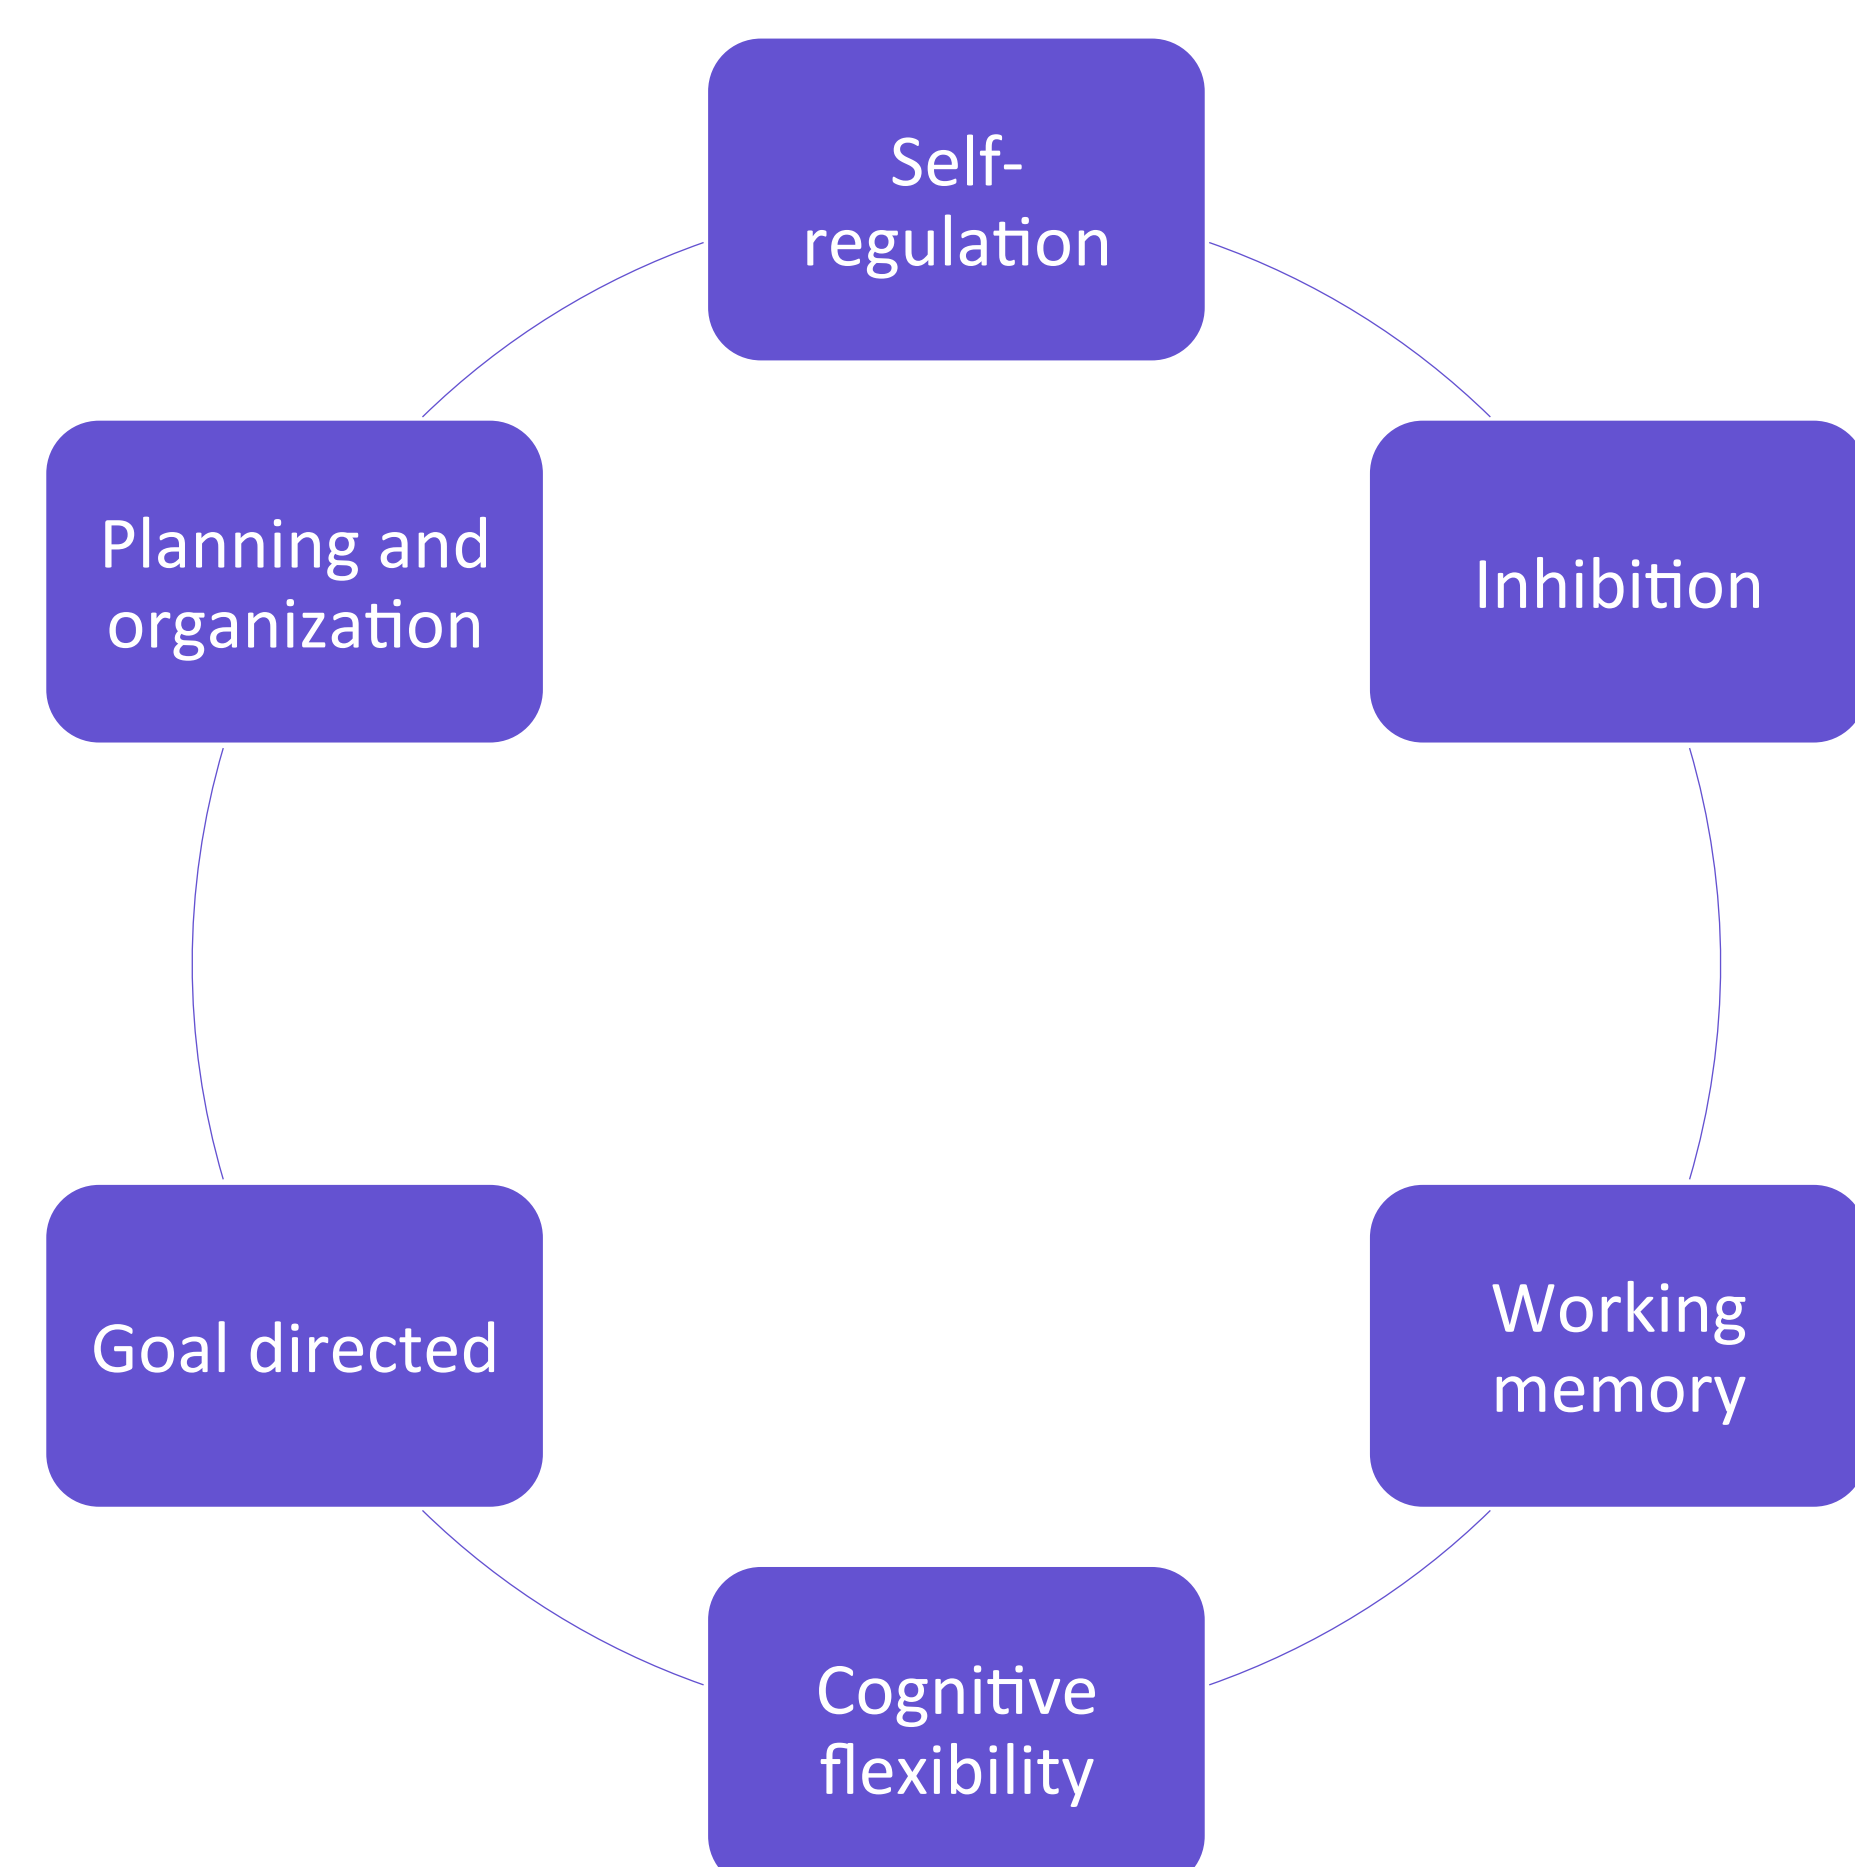 Self-
regulation
Inhibition
Working
memory
Cognitive
flexibility
Goal directed
Planning and
organization